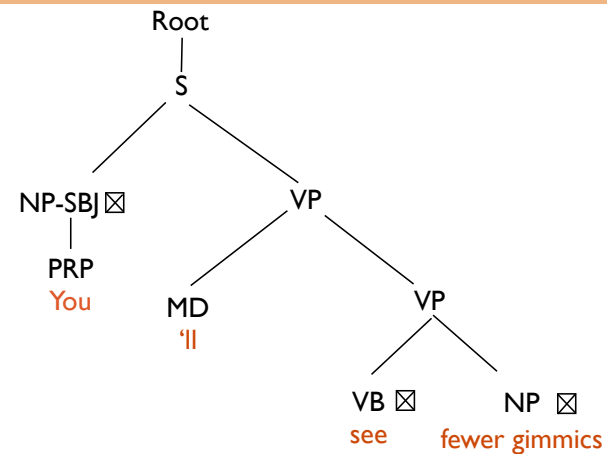 Root
S
NP-SBJ ☒
VP
PRP
You
MD
‘ll
VP
VB ☒
see
NP ☒
fewer gimmics